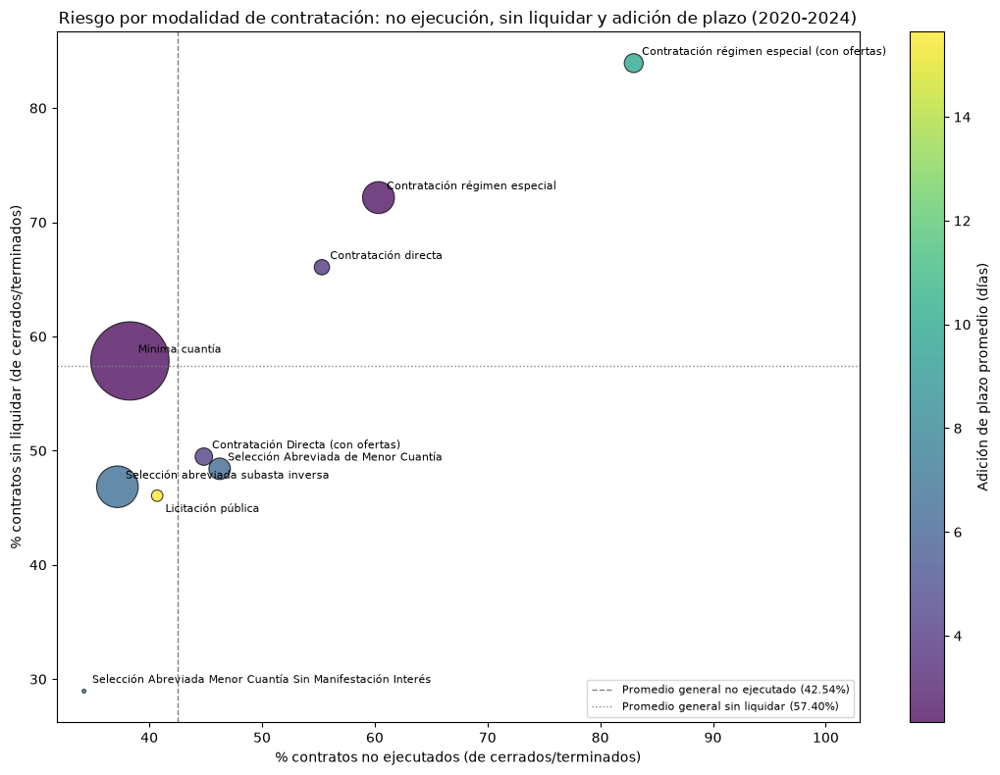 Riesgo por modalidad de contratación: no ejecución, sin liquidar y adición de plazo (2020-2024)
Contratación régimen especial (con ofertas)
Contratación régimen especial
Contratación directa
Mínima cuantía
Contratación Directa (con ofertas)
Selección Abreviada de Menor Cuantía
Selección abreviada subasta inversa
Licitación pública
Selección Abreviada Menor Cuantía Sin Manifestación Interés
Promedio general no ejecutado (42.54%)
Promedio general sin liquidar (57.40%)
% contratos sin liquidar (de cerrados/terminados)
80
70
60
50
40
30
40
50
60
70
80
90
100
% contratos no ejecutados (de cerrados/terminados)
14
12
10
8
6
4
Adición de plazo promedio (días)